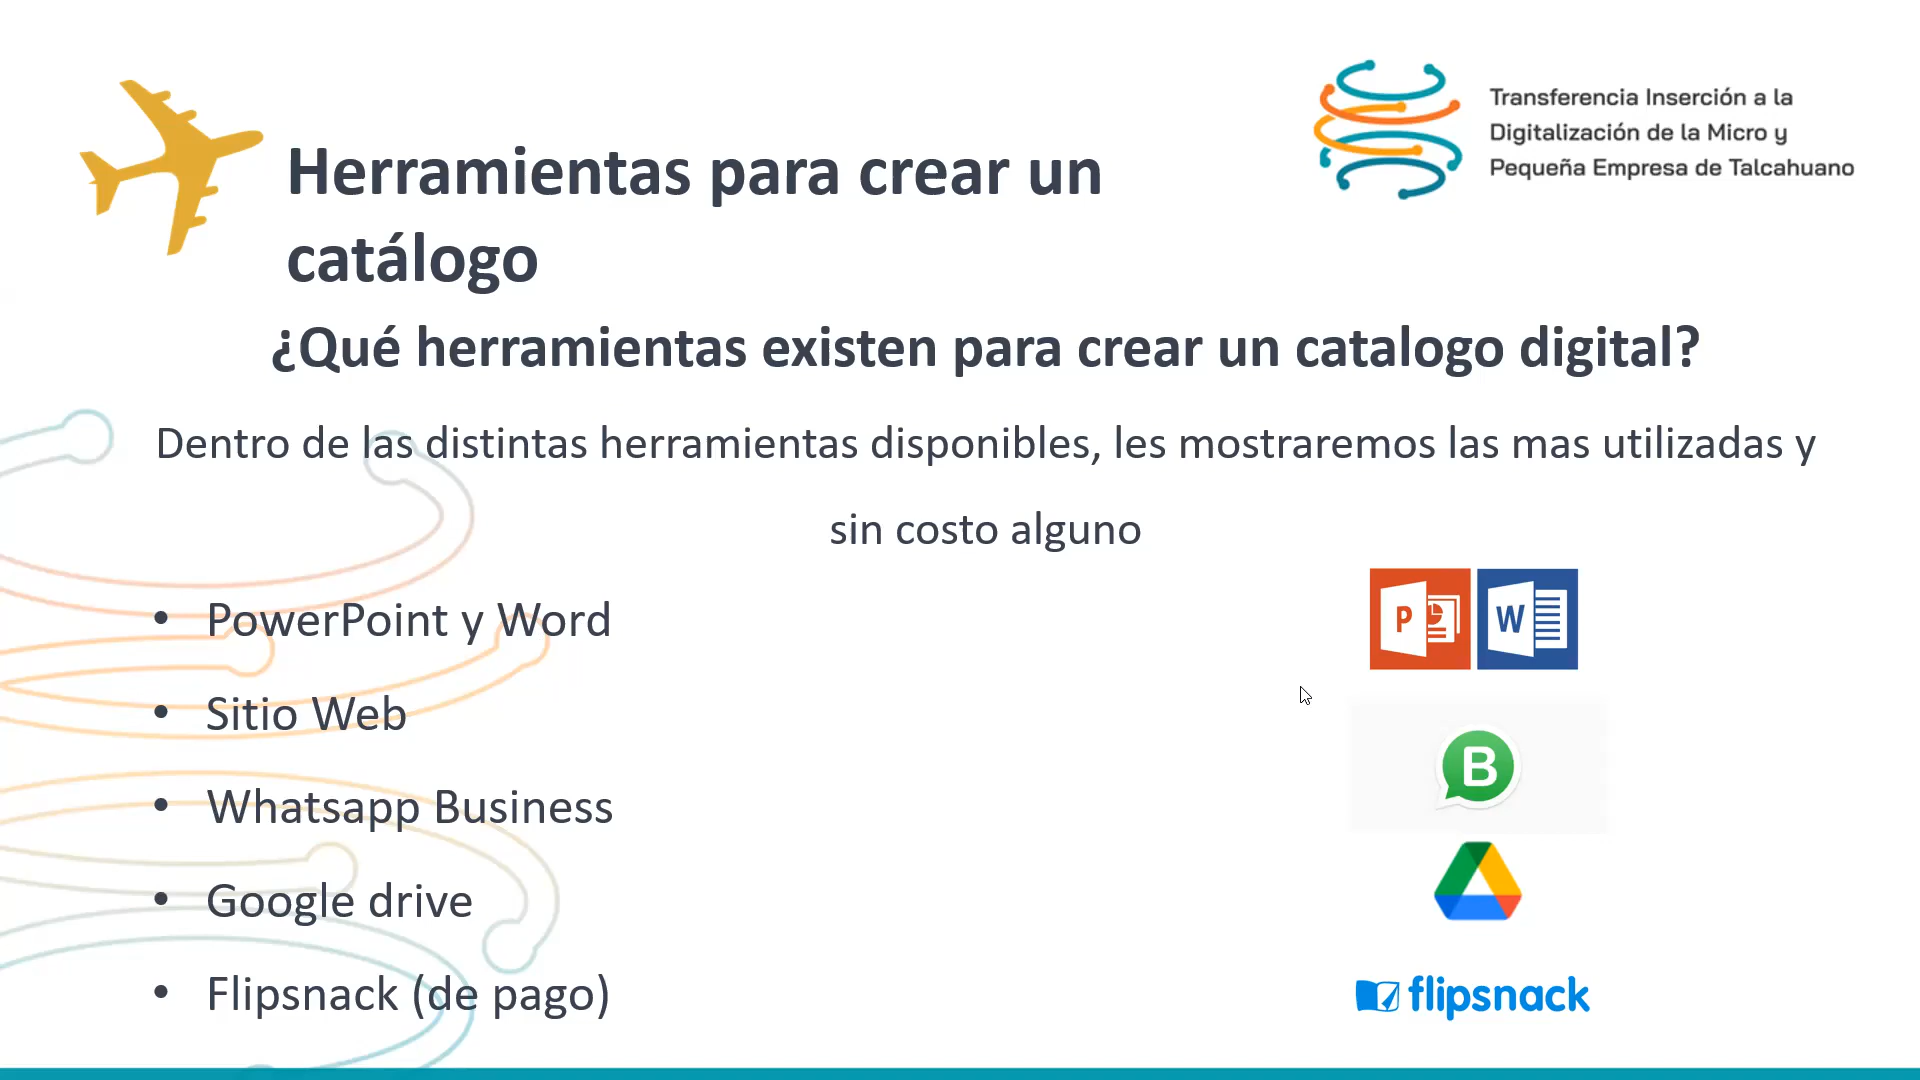 Transferencia Inserción a la
Digitalización de la Micro y
Pequeña Empresa de Talcahuano
Herramientas para crear un
catálogo
¿Qué herramientas existen para crear un catalogo digital?
Dentro de las distintas herramientas disponibles, les mostraremos las mas utilizadas y
sin costo alguno
• PowerPoint y Word
P W
• Sitio Web
• Whatsapp Business
B
• Google drive
• Flipsnack (de pago)
flipsnack